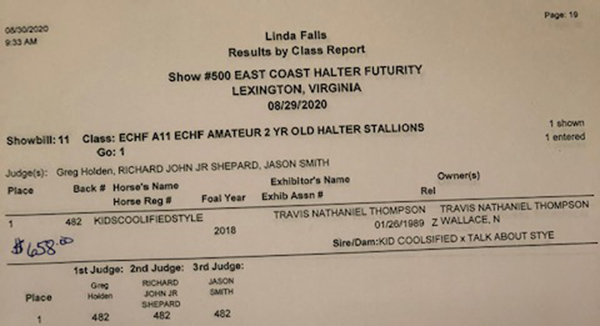 08/30/2020
9:33 AM
Page: 19
Linda Falls
Results by Class Report
Show #500 EAST COAST HALTER FUTURITY
LEXINGTON, VIRGINIA
08/29/2020
Showbill: 11 Class: ECHF A11 ECHF AMATEUR 2 YR OLD HALTER STALLIONS
1 shown
Go: 1
1 entered
Judge(s): Greg Holden, RICHARD JOHN JR SHEPARD, JASON SMITH
Place Back # Horse's Name Exhibitor's Name Owner(s)
Horse Reg # Foal Year Exhib Assn # Rel
1 482 KIDSCOOLIFIEDSTYLE TRAVIS NATHANIEL THOMPSON TRAVIS NATHANIEL THOMPSON
2018 01/26/1989 Z WALLACE, N
$658.00
Sire/Dam:KID COOLSIFIED x TALK ABOUT STYE
1st Judge: 2nd Judge: 3rd Judge:
Greg RICHARD JASON
Holden JOHN JR SMITH
Place SHEPARD
1 482 482 482